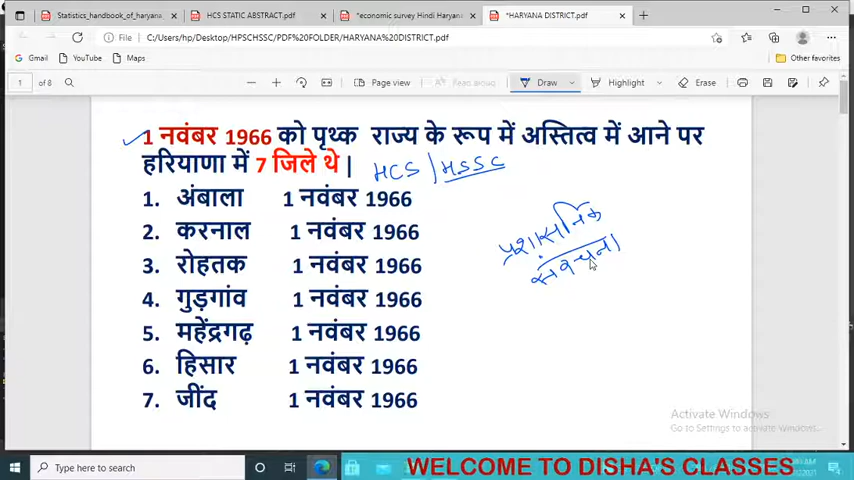 Statistics_handbook_of_haryan
HCS STATIC ABSTRACT.pdf
*economic survey Hindi Haryan
*HARYANA DISTRICT.pdf
File
C:/Users/hp/Desktop/HPSCHSSC/PDF%20FOLDER/HARYANA%20DISTRICT.pdf
Gmail
YouTube
Maps
Other favorites
1 of 8
Page view
Read aloud
Draw
Highlight
Erase
1 नवंबर 1966 को पृथ्क राज्य के रूप में अस्तित्व में आने पर
हरियाणा में 7 जिले थे |
HCS / HSSC
1. अंबाला 1 नवंबर 1966
2. करनाल 1 नवंबर 1966
3. रोहतक 1 नवंबर 1966
4. गुड़गांव 1 नवंबर 1966
5. महेंद्रगढ़ 1 नवंबर 1966
6. हिसार 1 नवंबर 1966
7. जींद 1 नवंबर 1966
प्रशासनिक
Activate Windows
Go to Settings to activate Windows.
Type here to search
WELCOME TO DISHA'S CLASSES